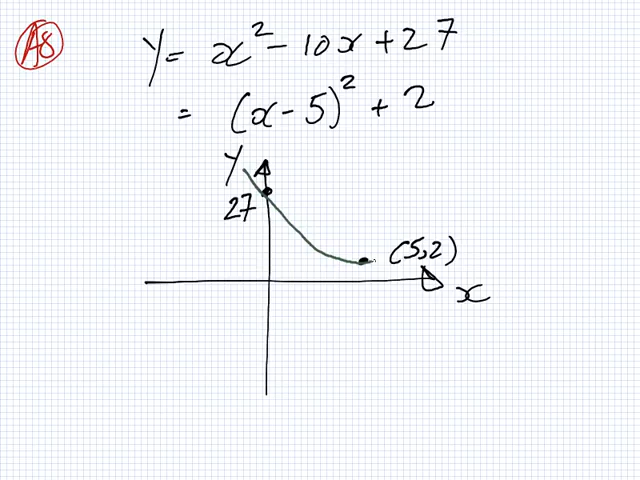 A8
Y = x² - 10x + 27
= (x - 5)² + 2
Y
27
(5,2)
x